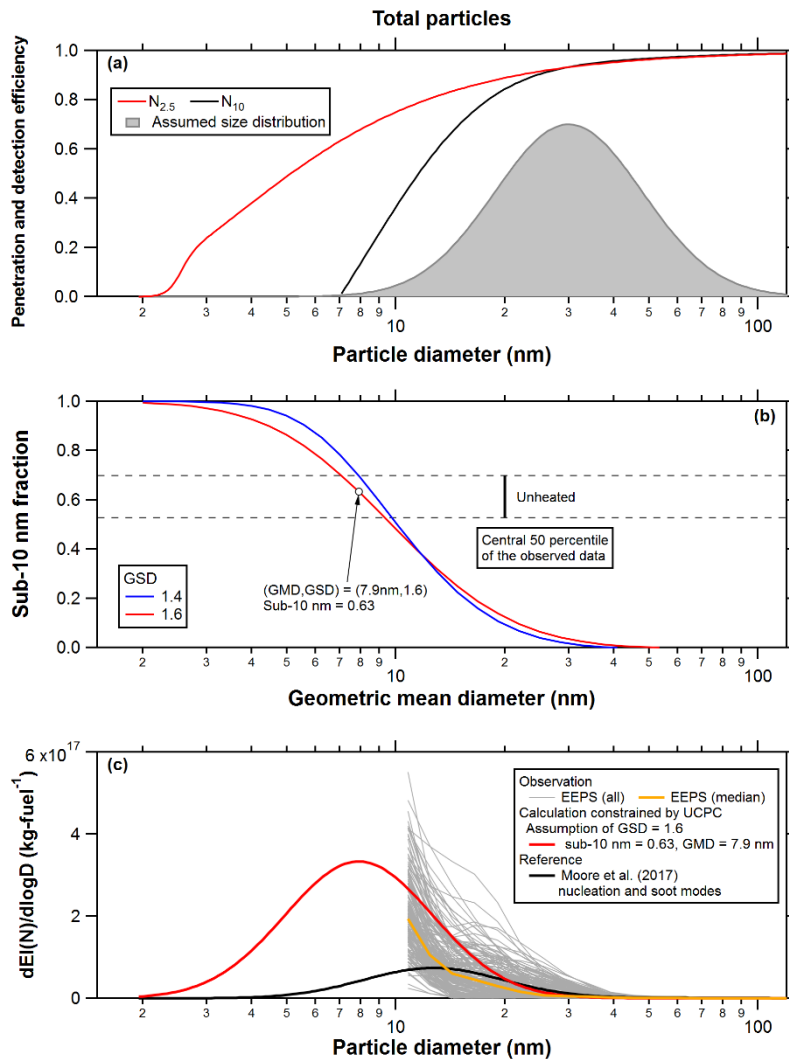 Total particles
(a)
N2.5 N10
Assumed size distribution
Penetration and detection efficiency
1.0
0.8
0.6
0.4
0.2
0.0
2 3 4 5 6 7 8 9 10 2 3 4 5 6 7 8 9 100
Particle diameter (nm)
(b)
Sub-10 nm fraction
1.0
0.8
0.6
0.4
0.2
0.0
Unheated
Central 50 percentile
of the observed data
(GMD,GSD) = (7.9nm,1.6)
Sub-10 nm = 0.63
GSD
1.4
1.6
2 3 4 5 6 7 8 9 10 2 3 4 5 6 7 8 9 100
Geometric mean diameter (nm)
(c)
dEI(N)/dlogD (kg-fuel⁻¹)
6 x10¹⁷
4
2
0
Observation
EEPS (all) EEPS (median)
Calculation constrained by UCPC
Assumption of GSD = 1.6
sub-10 nm = 0.63, GMD = 7.9 nm
Reference
Moore et al. (2017)
nucleation and soot modes
2 3 4 5 6 7 8 9 10 2 3 4 5 6 7 8 9 100
Particle diameter (nm)